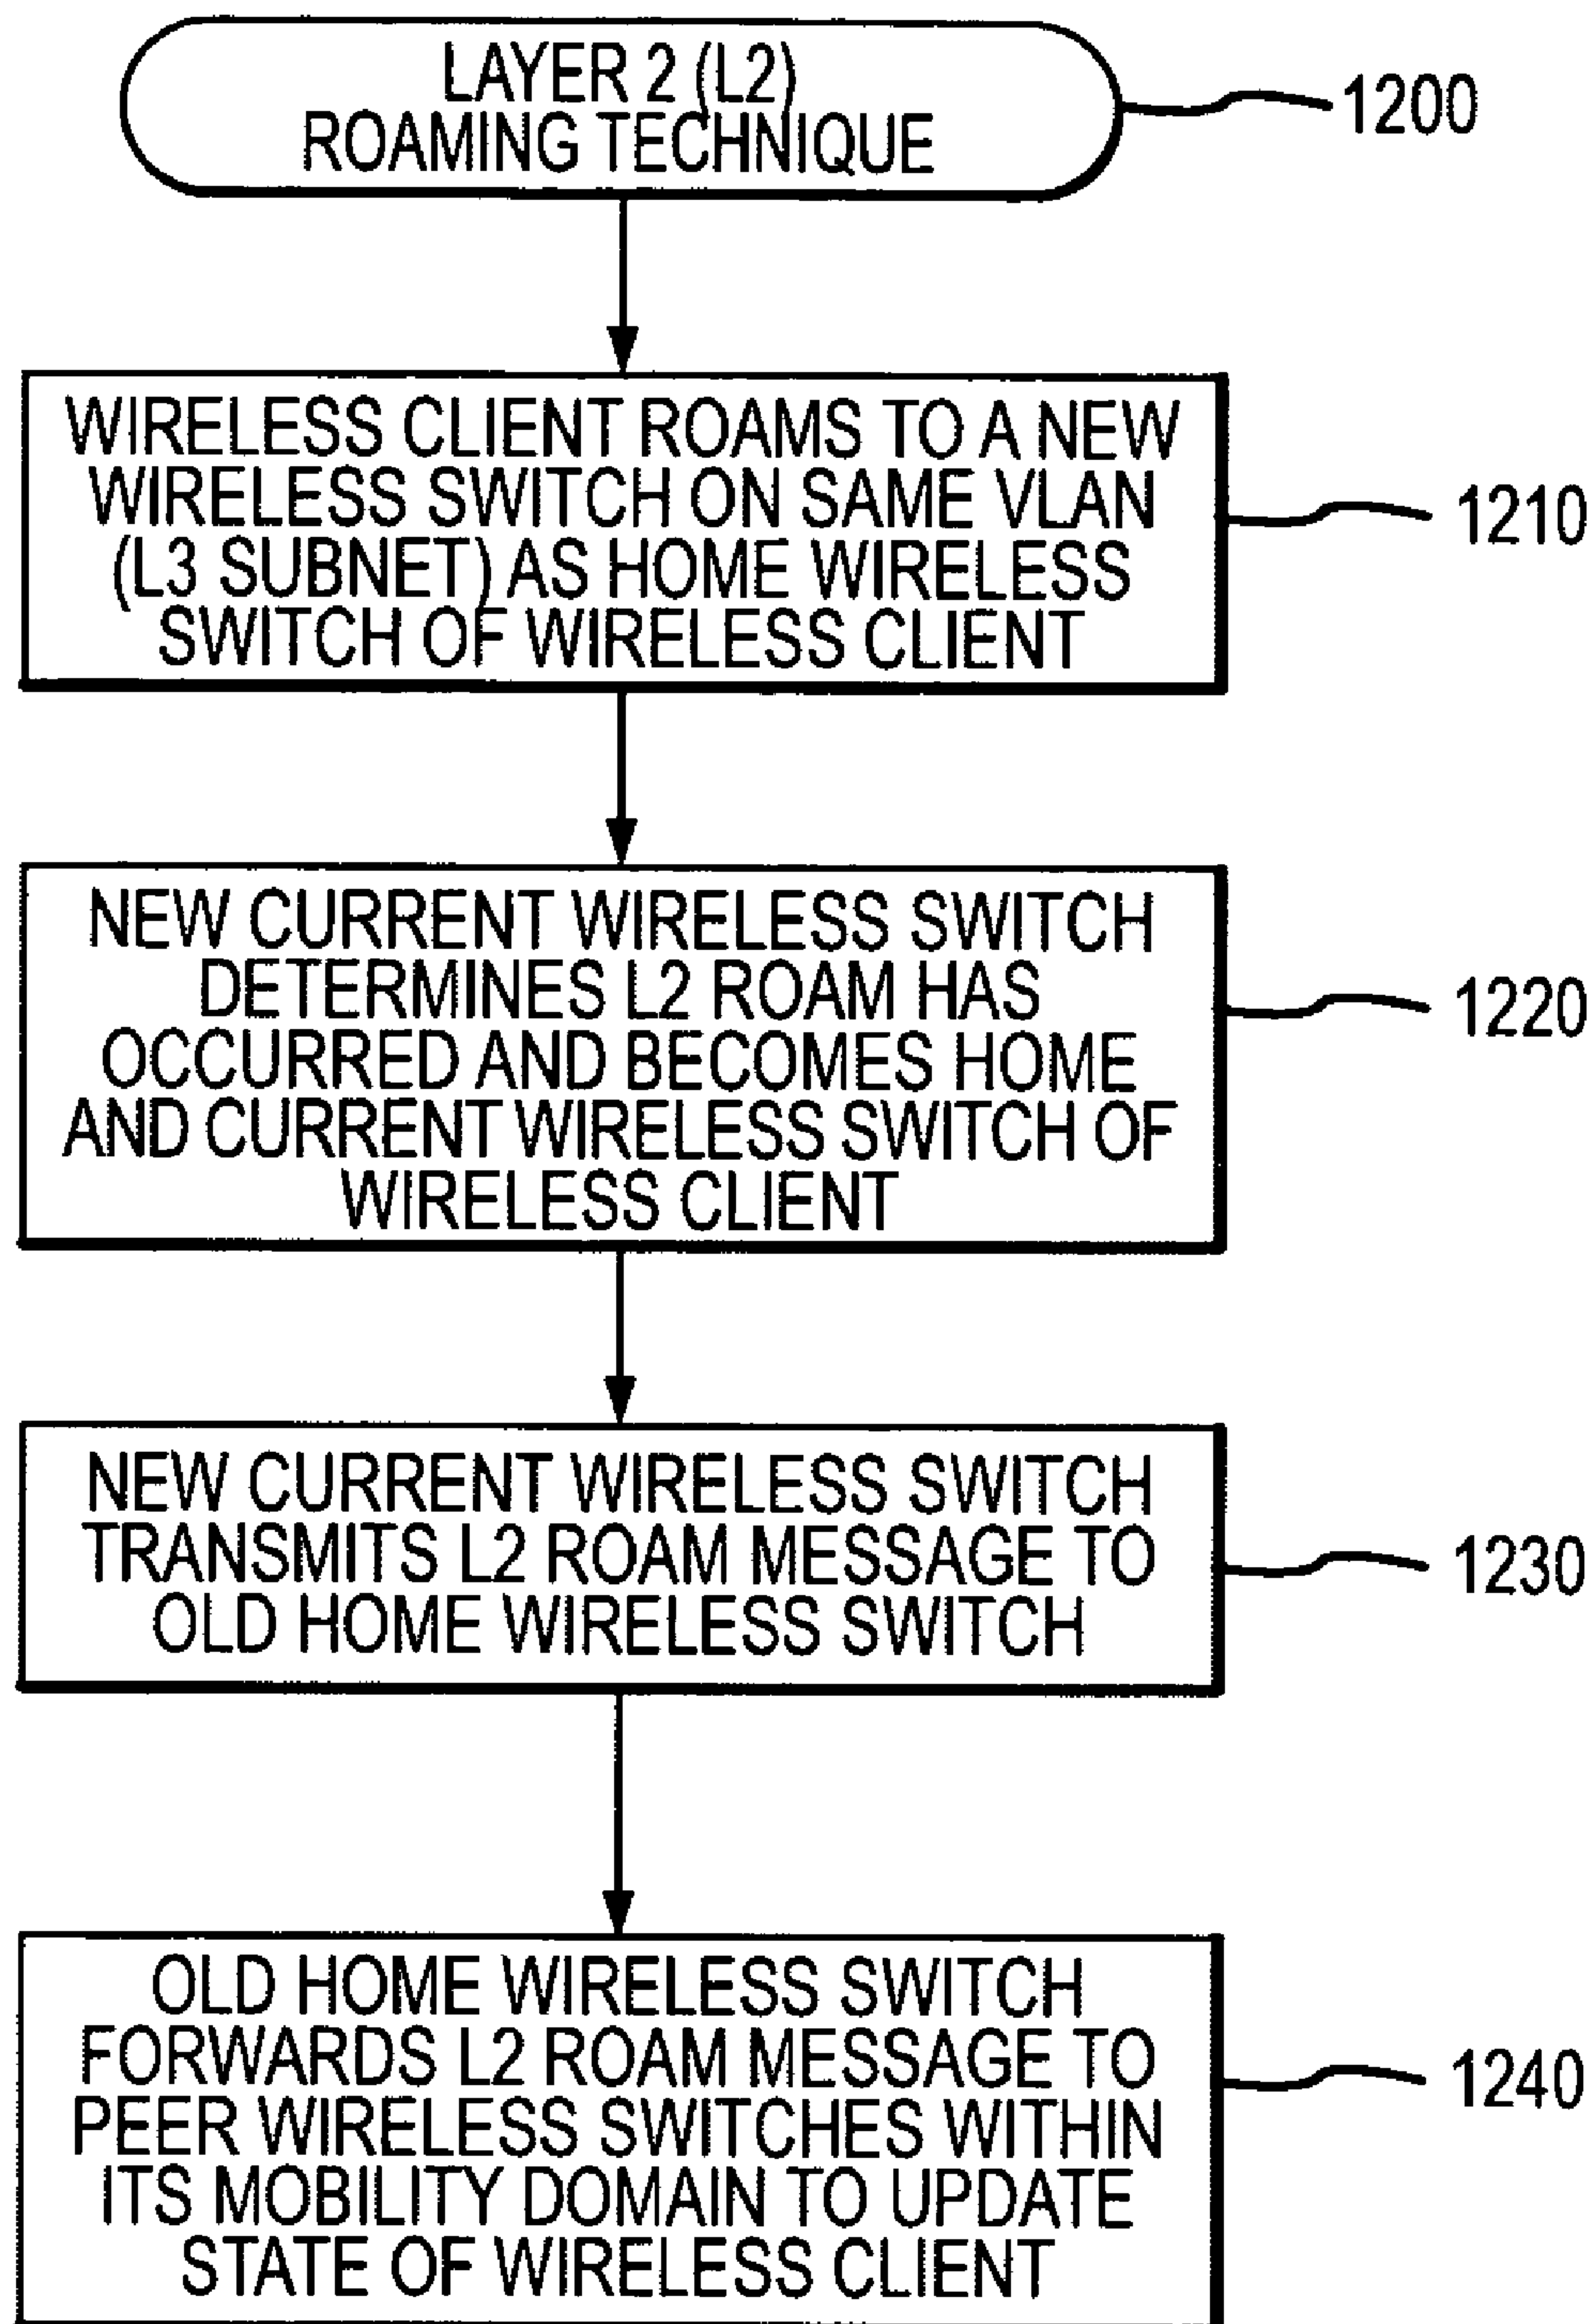 LAYER 2 (L2)
ROAMING TECHNIQUE
1200
WIRELESS CLIENT ROAMS TO A NEW
WIRELESS SWITCH ON SAME VLAN
(L3 SUBNET) AS HOME WIRELESS
SWITCH OF WIRELESS CLIENT
1210
NEW CURRENT WIRELESS SWITCH
DETERMINES L2 ROAM HAS
OCCURRED AND BECOMES HOME
AND CURRENT WIRELESS SWITCH OF
WIRELESS CLIENT
1220
NEW CURRENT WIRELESS SWITCH
TRANSMITS L2 ROAM MESSAGE TO
OLD HOME WIRELESS SWITCH
1230
OLD HOME WIRELESS SWITCH
FORWARDS L2 ROAM MESSAGE TO
PEER WIRELESS SWITCHES WITHIN
ITS MOBILITY DOMAIN TO UPDATE
STATE OF WIRELESS CLIENT
1240